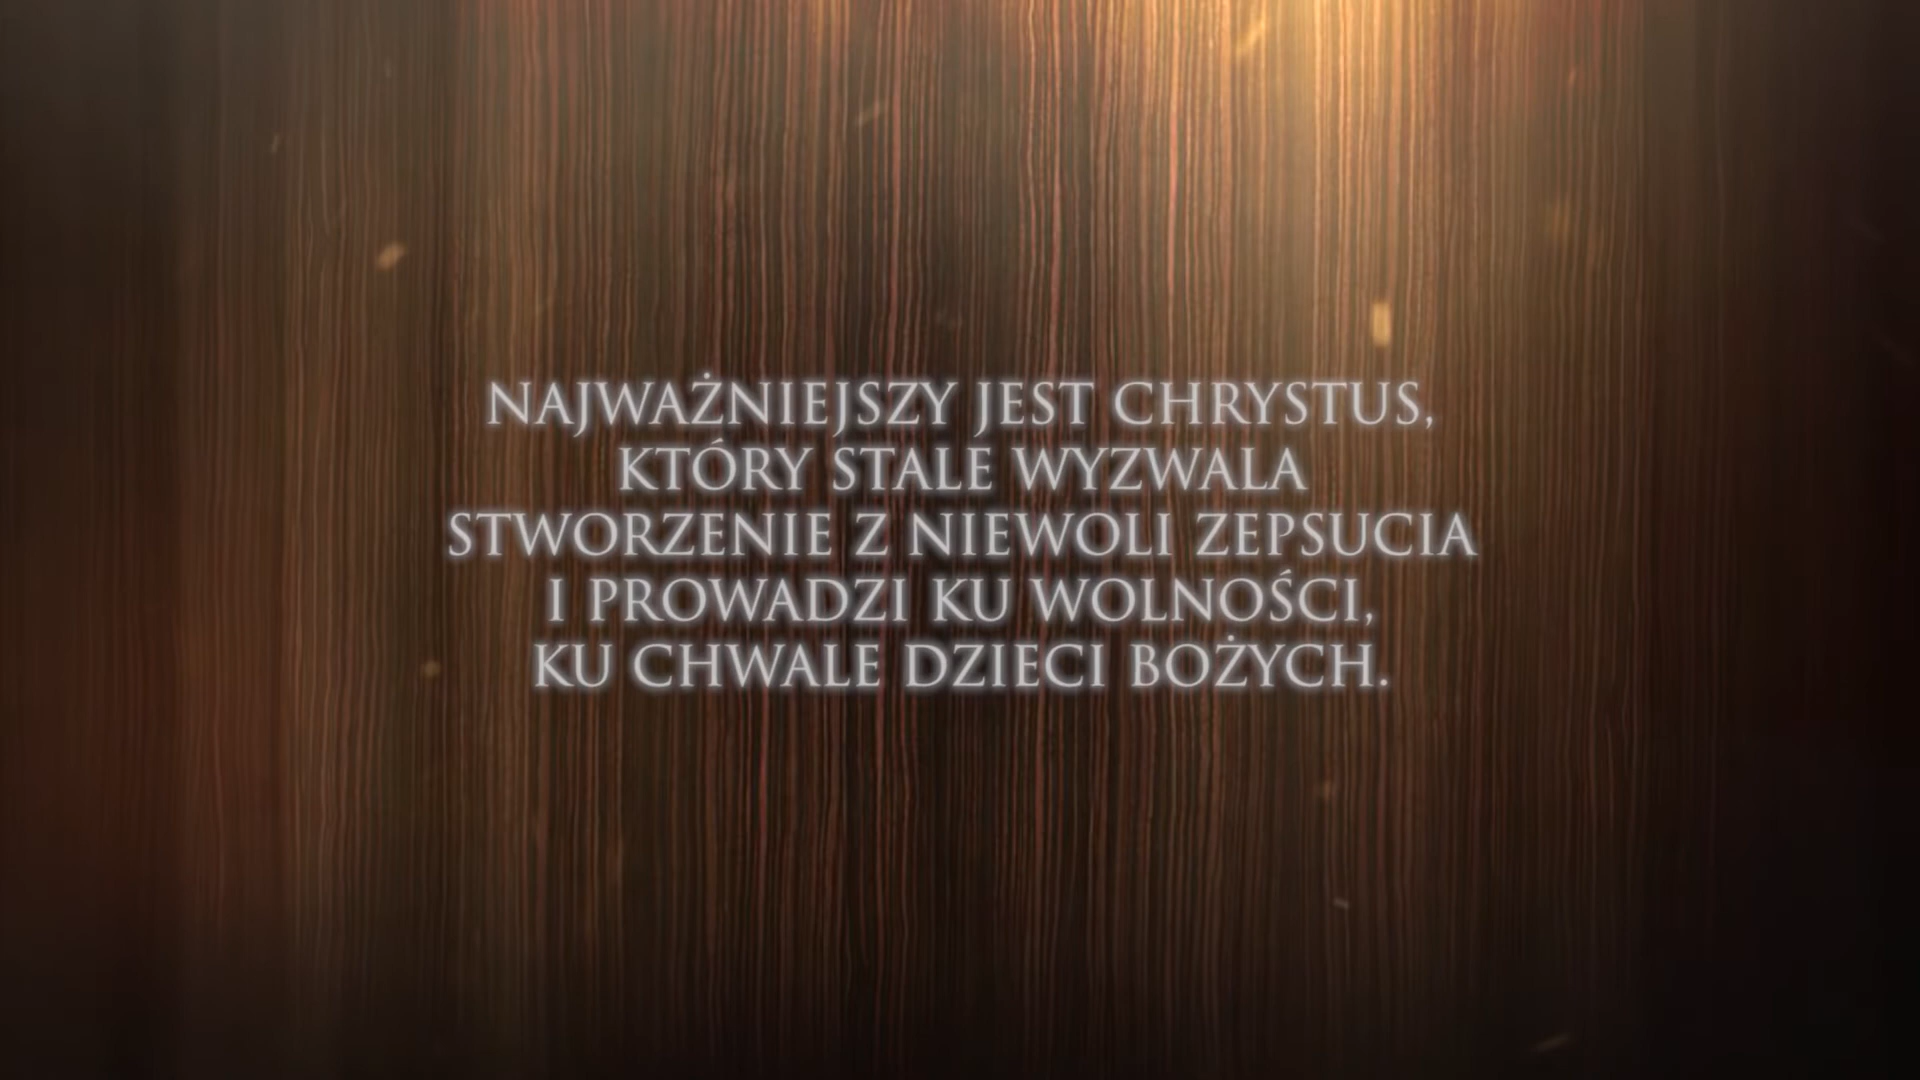 NAJWAŻNIEJSZY JEST CHRYSTUS,
KTÓRY STALE WYZWALA
STWORZENIE Z NIEWOLI ZEPSUCIA
I PROWADZI KU WOLNOŚCI,
KU CHWALE DZIECI BOŻYCH.